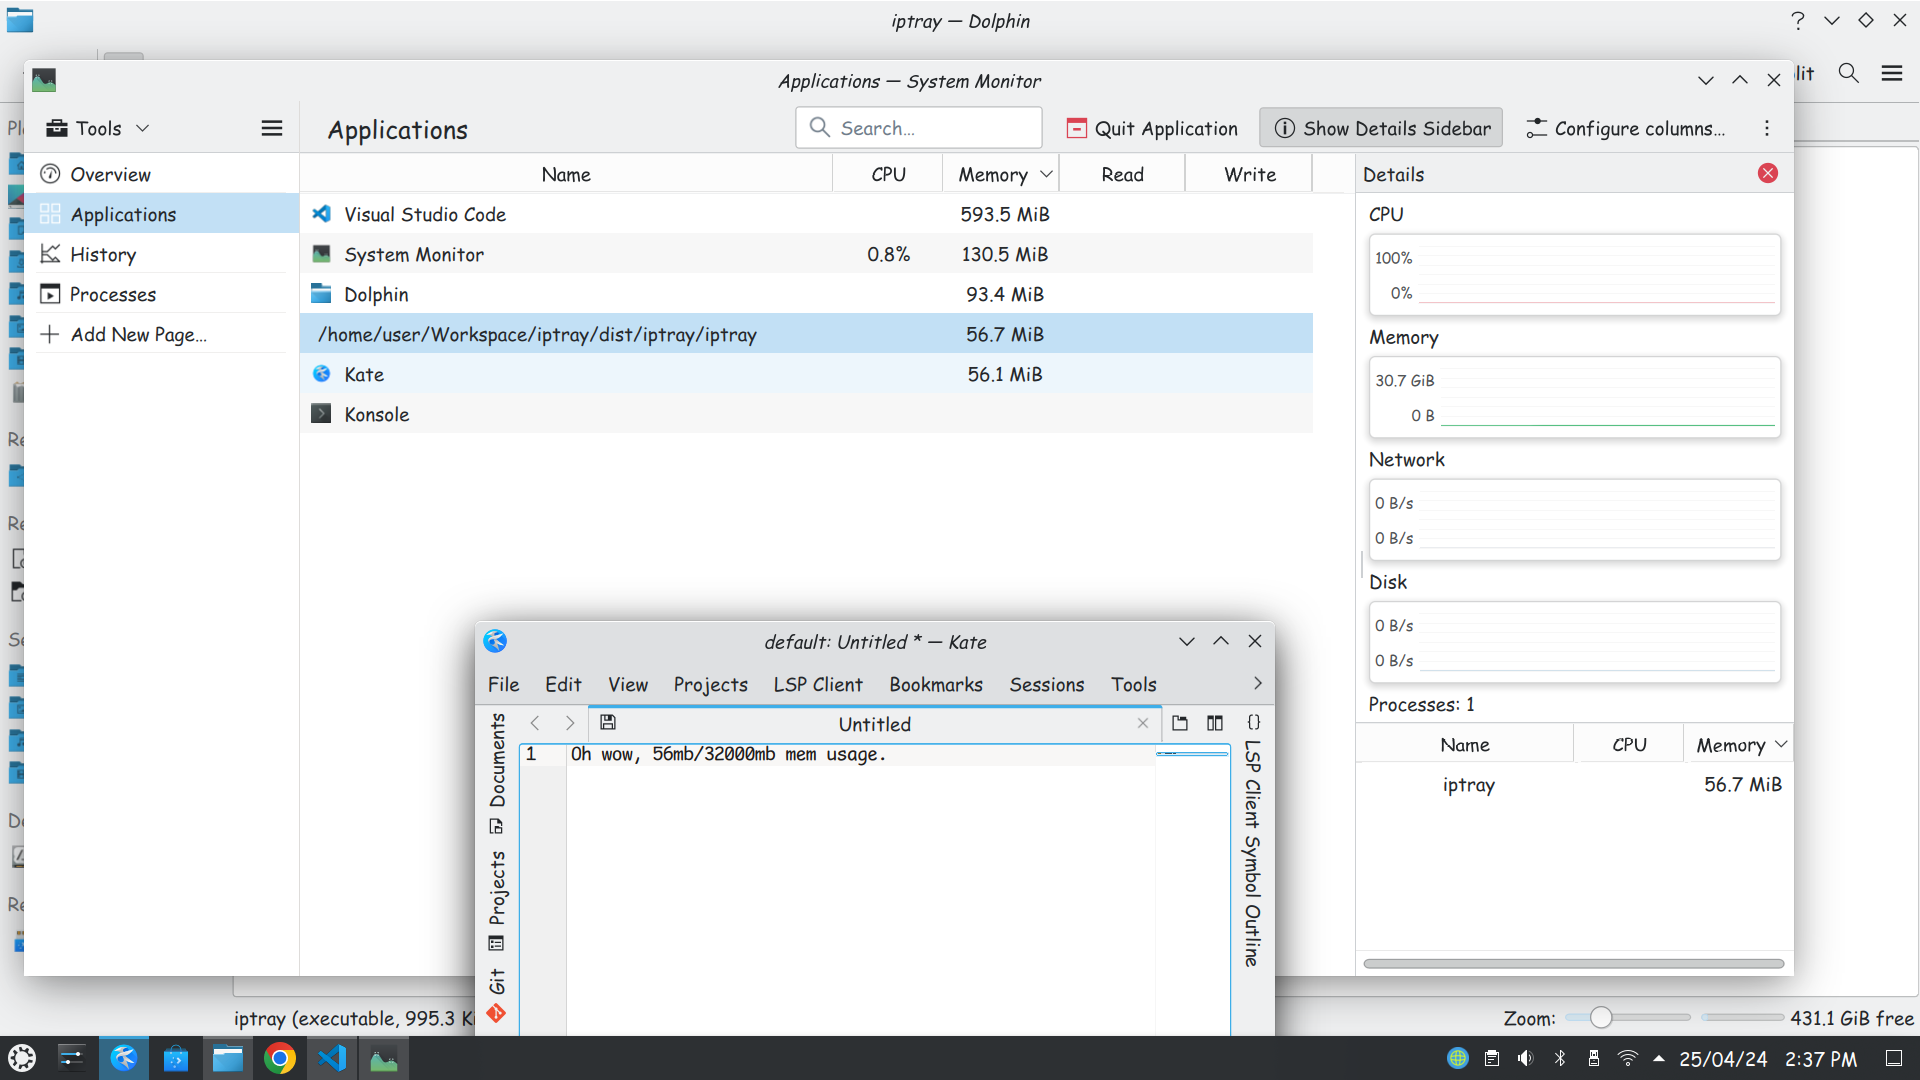 iptray — Dolphin
?
lit
Applications — System Monitor
Tools
Applications
Search...
Quit Application
Show Details Sidebar
Configure columns...
Overview
Applications
History
Processes
Add New Page...
Name CPU Memory Read Write
Visual Studio Code 593.5 MiB
System Monitor 0.8% 130.5 MiB
Dolphin 93.4 MiB
/home/user/Workspace/iptray/dist/iptray/iptray 56.7 MiB
Kate 56.1 MiB
Konsole
Details
CPU
100%
0%
Memory
30.7 GiB
0 B
Network
0 B/s
0 B/s
Disk
0 B/s
0 B/s
Processes: 1
Name CPU Memory
iptray 56.7 MiB
Pl
Re
Re
Se
De
Re
default: Untitled * — Kate
File Edit View Projects LSP Client Bookmarks Sessions Tools
Untitled
1 Oh wow, 56mb/32000mb mem usage.
Documents
Projects
Git
{} LSP Client Symbol Outline
iptray (executable, 995.3 K
Zoom:
431.1 GiB free
25/04/24 2:37 PM